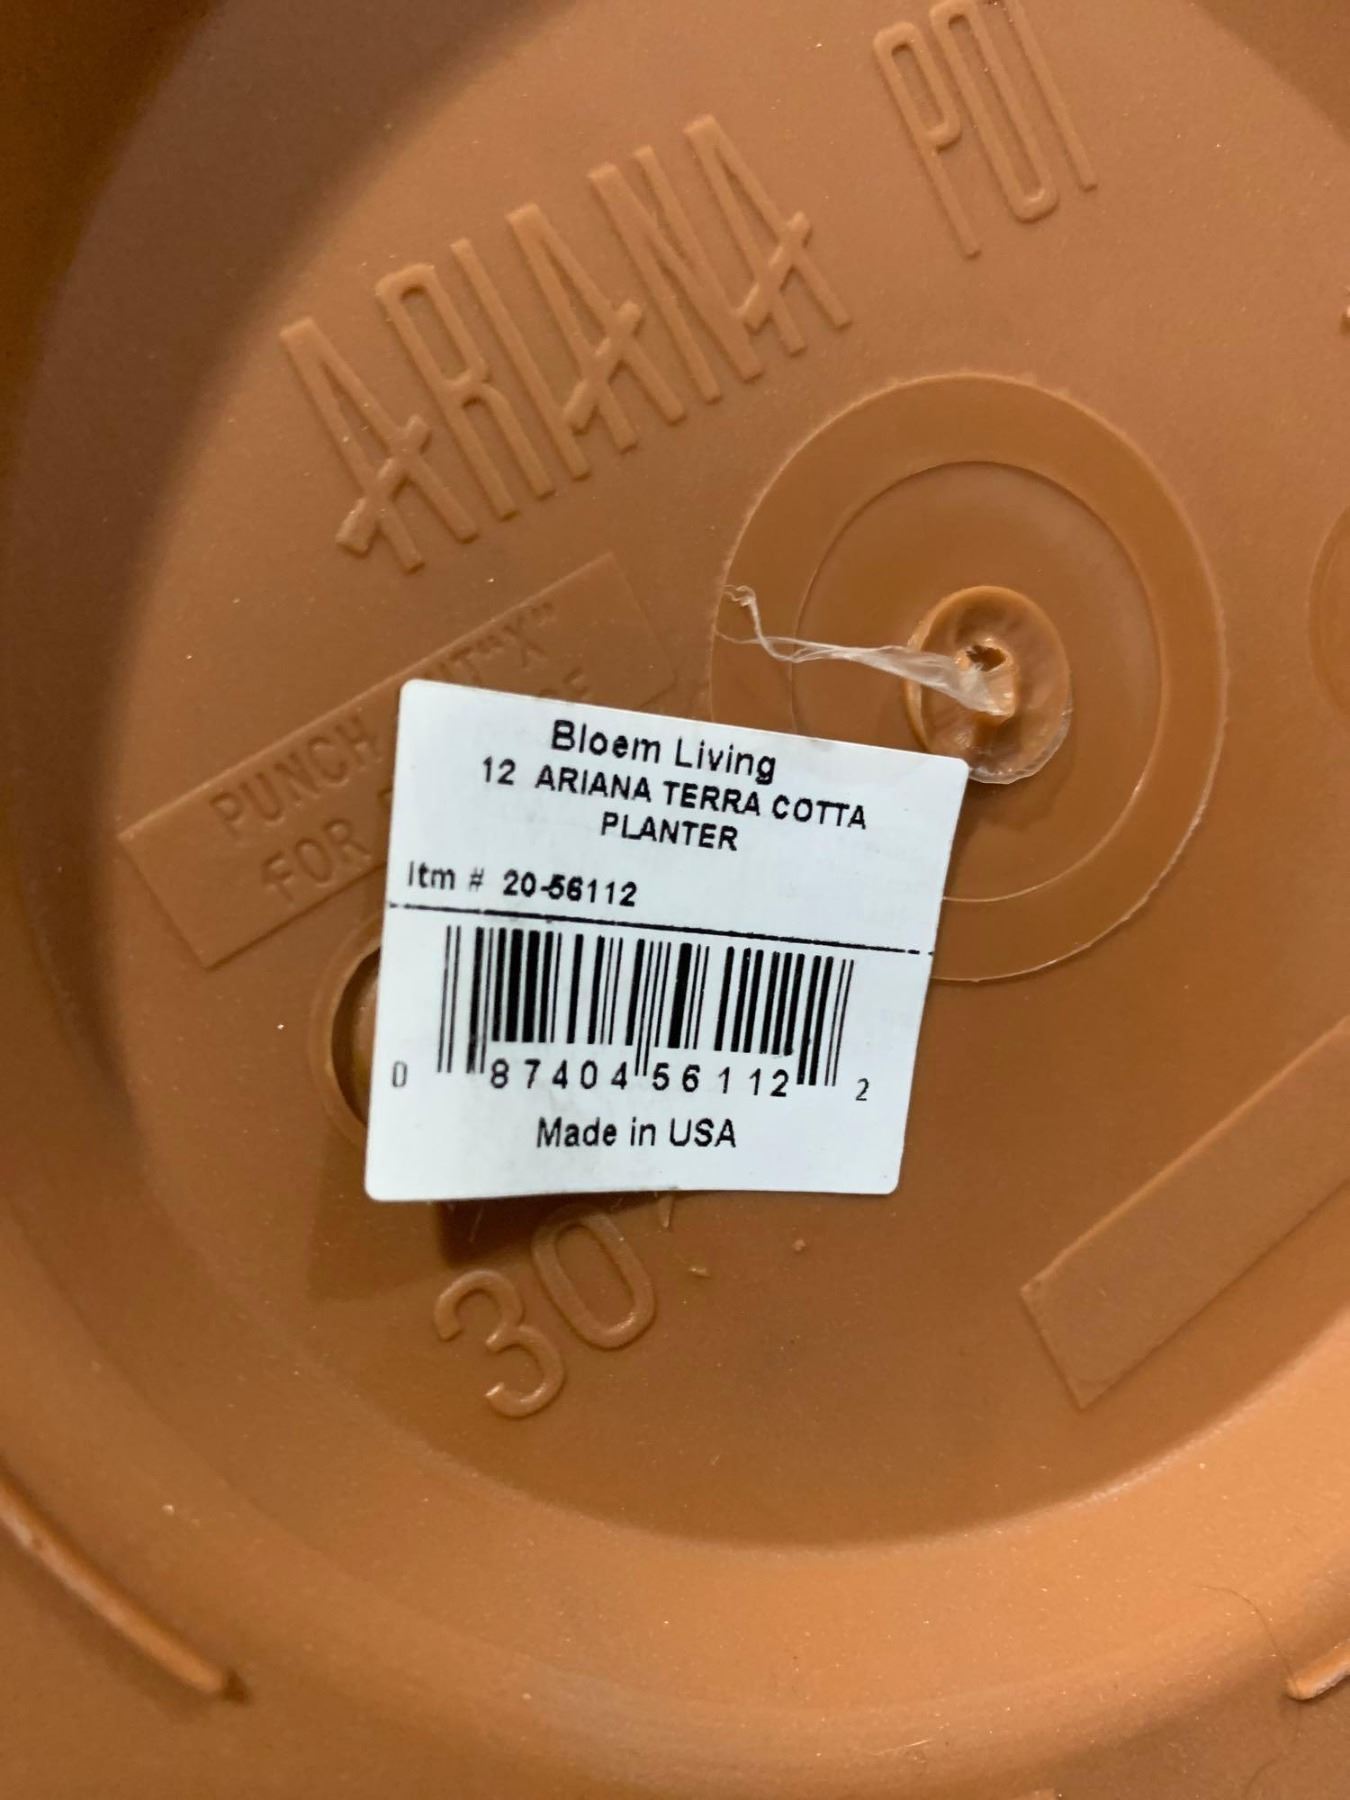 ARIANA POT
PUNCH "X"
FOR
Bloem Living
12 ARIANA TERRA COTTA
PLANTER
Itm # 20-56112
0 87404 56112 2
Made in USA
30